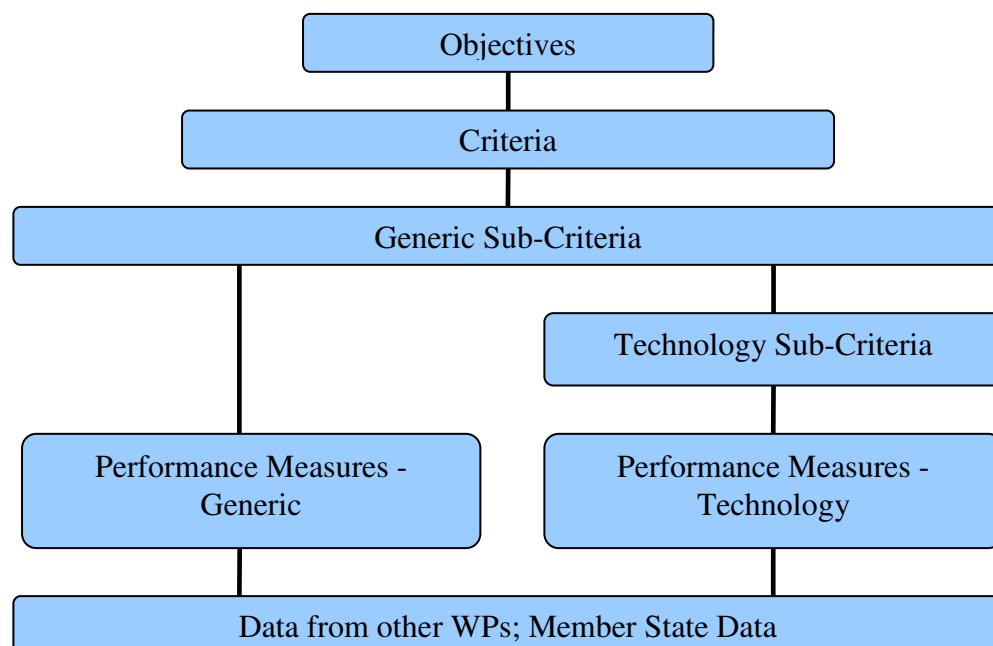 Objectives
Criteria
Generic Sub-Criteria
Technology Sub-Criteria
Performance Measures -
Generic
Performance Measures -
Technology
Data from other WPs; Member State Data